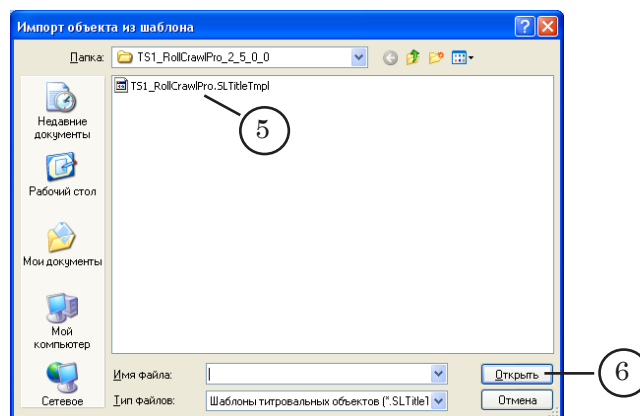 Импорт объекта из шаблона
Папка: TS1_RollCrawlPro_2_5_0_0
TS1_RollCrawlPro.SLTitleTmpl
5
Недавние
документы
Рабочий стол
Мои документы
Мой
компьютер
Сетевое
Имя файла:
Открыть
6
Тип файлов: Шаблоны титровальных объектов (*.SLTitleT
Отмена